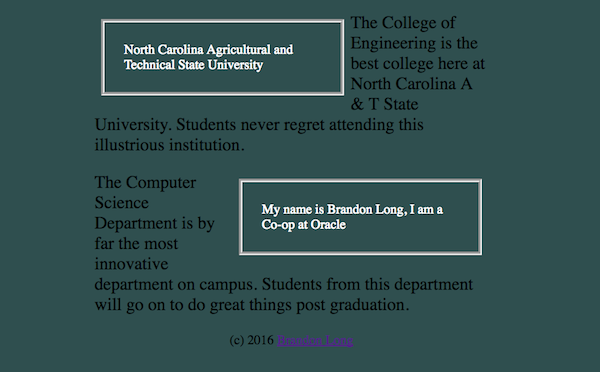 North Carolina Agricultural and
Technical State University
The College of
Engineering is the
best college here at
North Carolina A
& T State
University. Students never regret attending this
illustrious institution.
The Computer
Science
Department is by
far the most
innovative
department on campus. Students from this department
will go on to do great things post graduation.
My name is Brandon Long, I am a
Co-op at Oracle
(c) 2016 Brandon Long